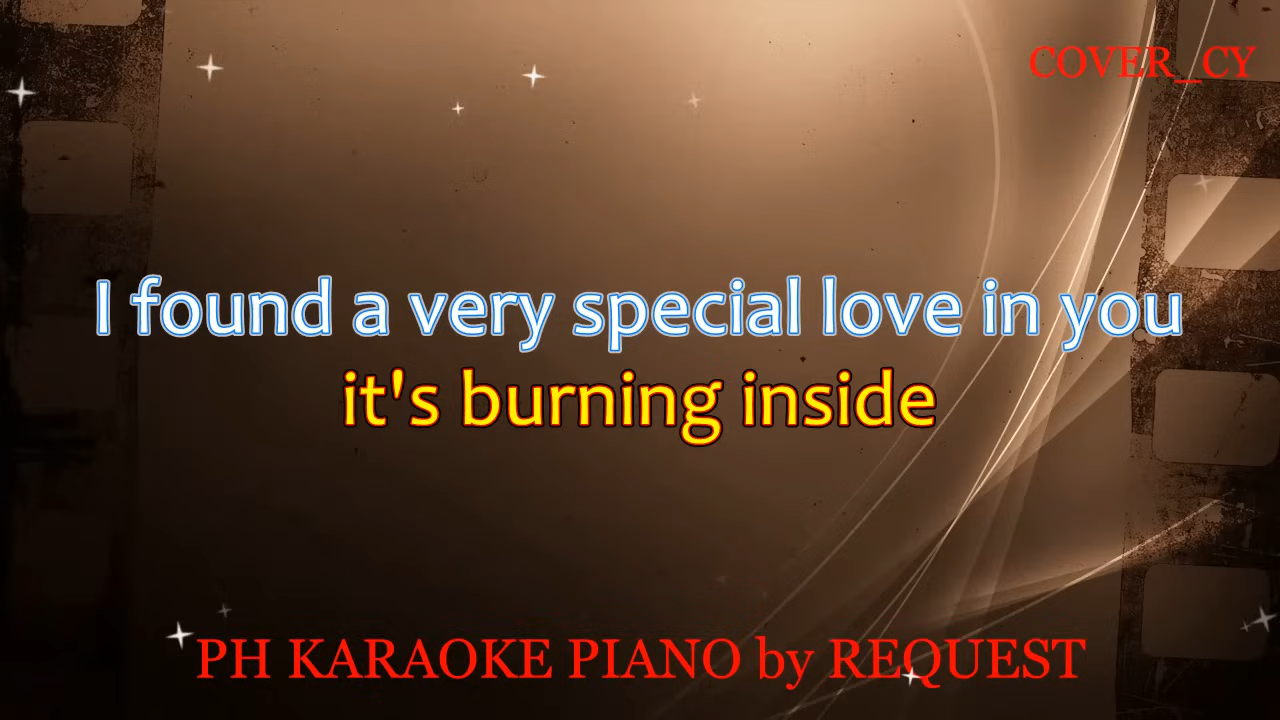 COVER_CY
I found a very special love in you
it's burning inside
PH KARAOKE PIANO by REQUEST